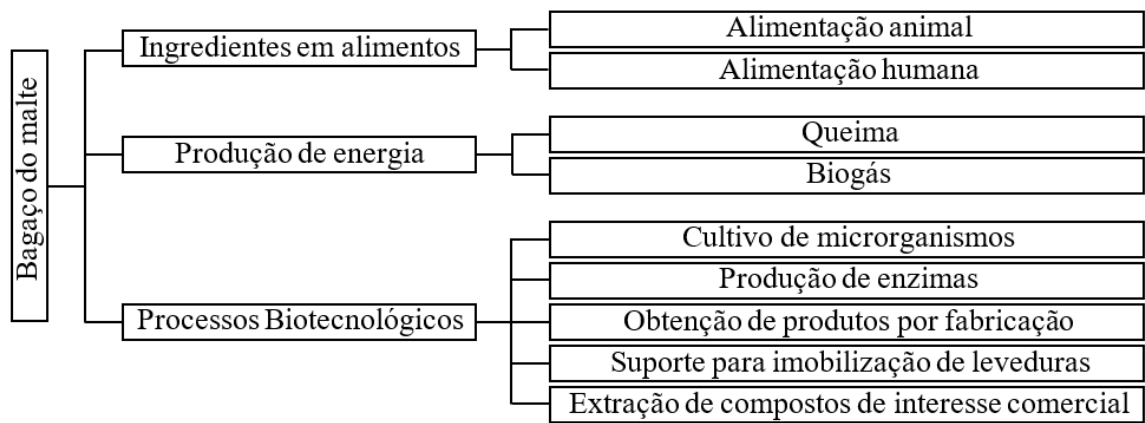 Bagaço do malte
Ingredientes em alimentos
Alimentação animal
Alimentação humana
Produção de energia
Queima
Biogás
Processos Biotecnológicos
Cultivo de microrganismos
Produção de enzimas
Obtenção de produtos por fabricação
Suporte para imobilização de leveduras
Extração de compostos de interesse comercial